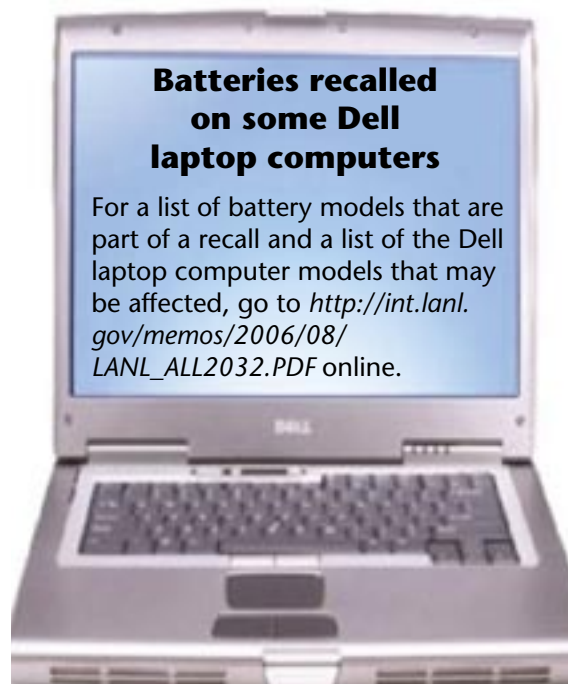 Batteries recalled
on some Dell
laptop computers
For a list of battery models that are
part of a recall and a list of the Dell
laptop computer models that may
be affected, go to http://int.lanl.
gov/memos/2006/08/
LANL_ALL2032.PDF online.
DELL